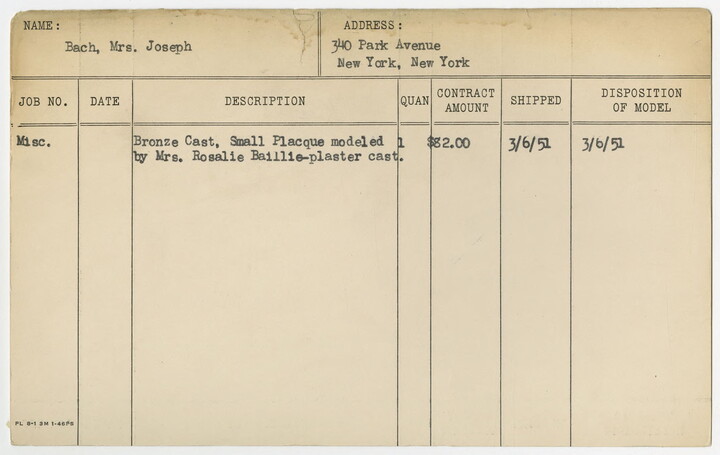 NAME: ADDRESS:
Bach, Mrs. Joseph 340 Park Avenue
New York, New York
JOB NO. DATE DESCRIPTION QUAN CONTRACT AMOUNT SHIPPED DISPOSITION OF MODEL
Misc. Bronze Cast, Small Placque modeled 1 $82.00 3/6/51 3/6/51
by Mrs. Rosalie Baillie-plaster cast.